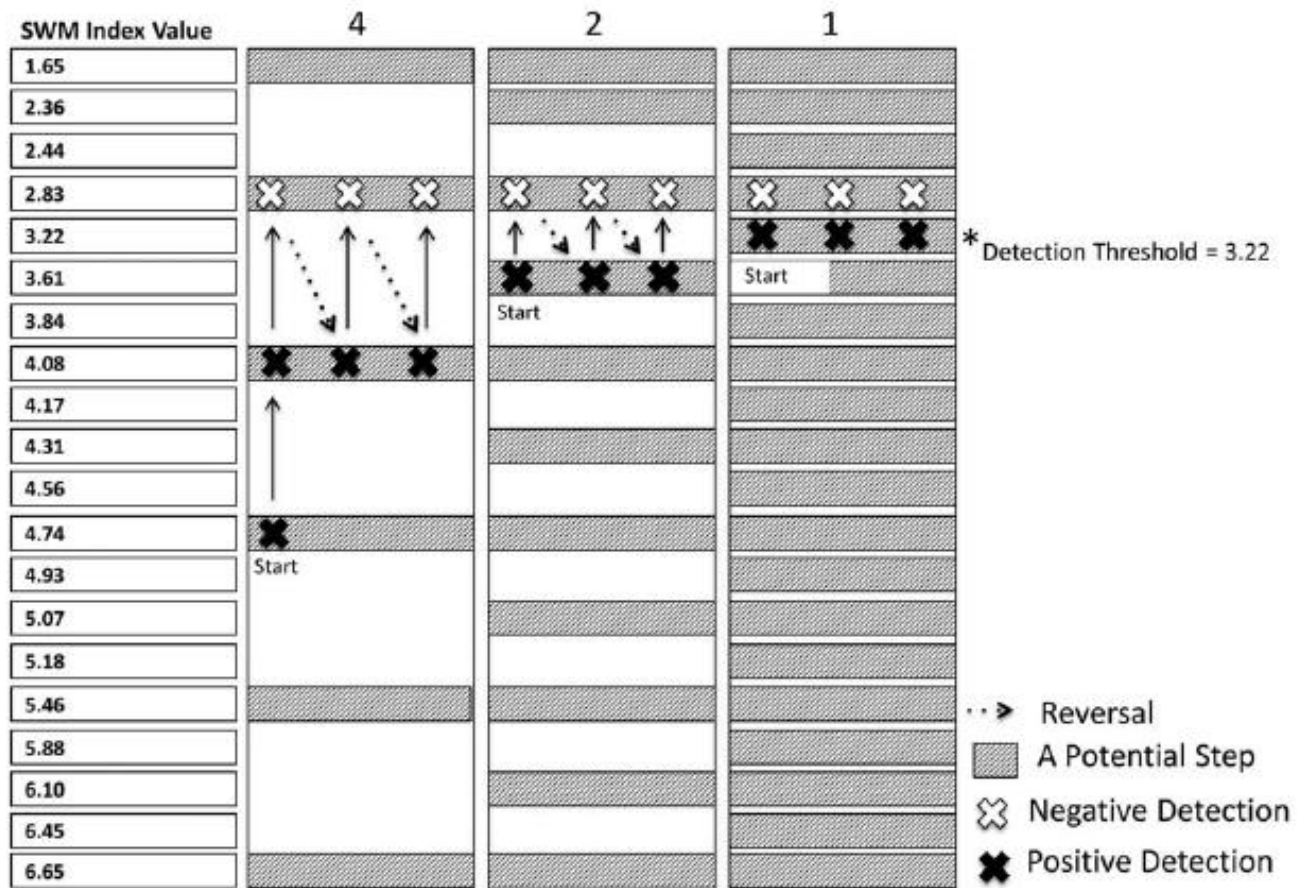 SWM Index Value 4 2 1
1.65
2.36
2.44
2.83
3.22
* Detection Threshold = 3.22
3.61 Start
3.84 Start
4.08
4.17
4.31
4.56
4.74
4.93 Start
5.07
5.18
5.46
Reversal
5.88
A Potential Step
6.10
Negative Detection
6.45
6.65
Positive Detection